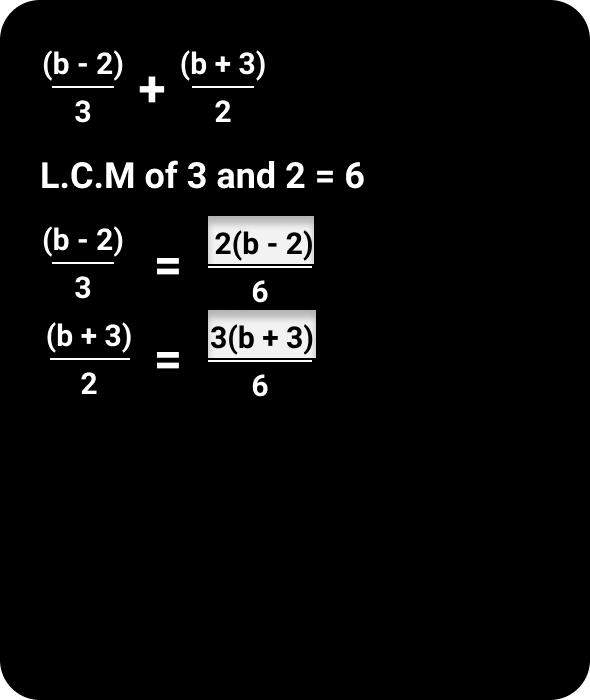 (b - 2)/3 + (b + 3)/2
L.C.M of 3 and 2 = 6
(b - 2)/3 = 2(b - 2)/6
(b + 3)/2 = 3(b + 3)/6